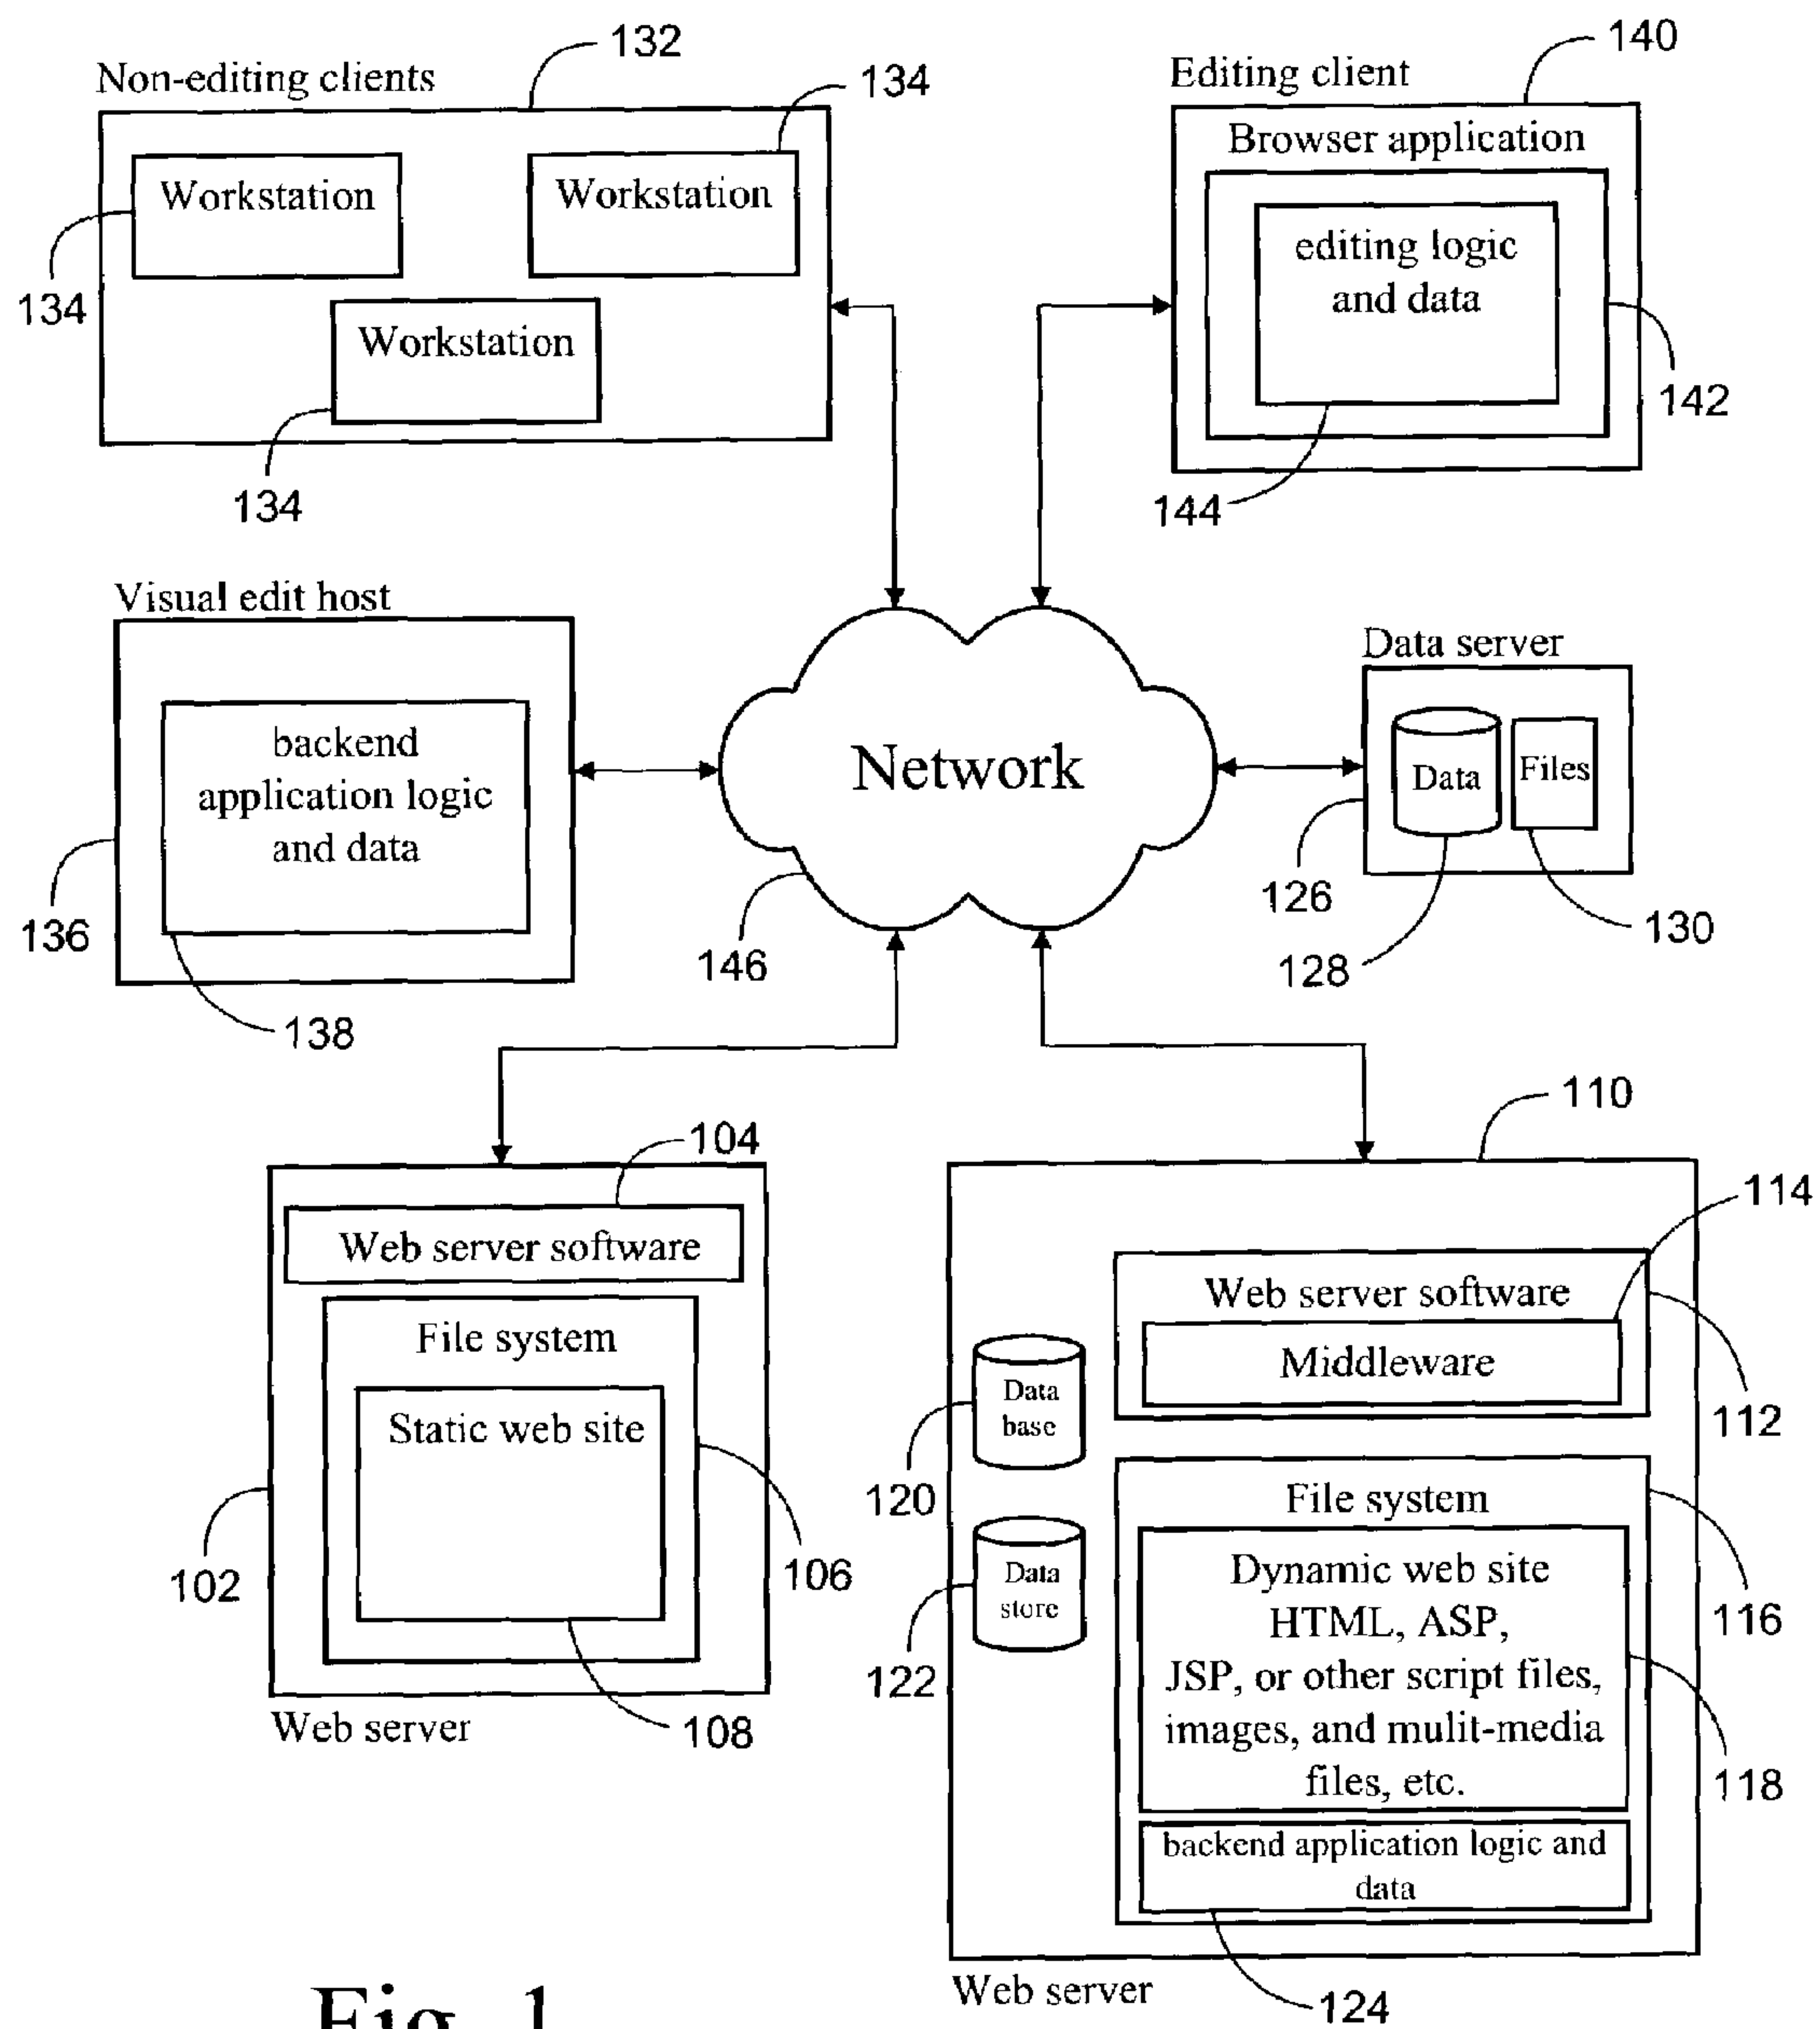 132
Non-editing clients
134
Workstation
Workstation
134
Workstation
134
140
Editing client
Browser application
editing logic
and data
142
144
Visual edit host
backend
application logic
and data
136
138
Network
146
Data server
Data
Files
126
128
130
104
Web server software
File system
Static web site
102
106
108
Web server
110
114
Web server software
Middleware
112
Data
base
120
Data
store
122
File system
116
Dynamic web site
HTML, ASP,
JSP, or other script files,
images, and mulit-media
files, etc.
118
backend application logic and
data
124
Web server
Fig. 1